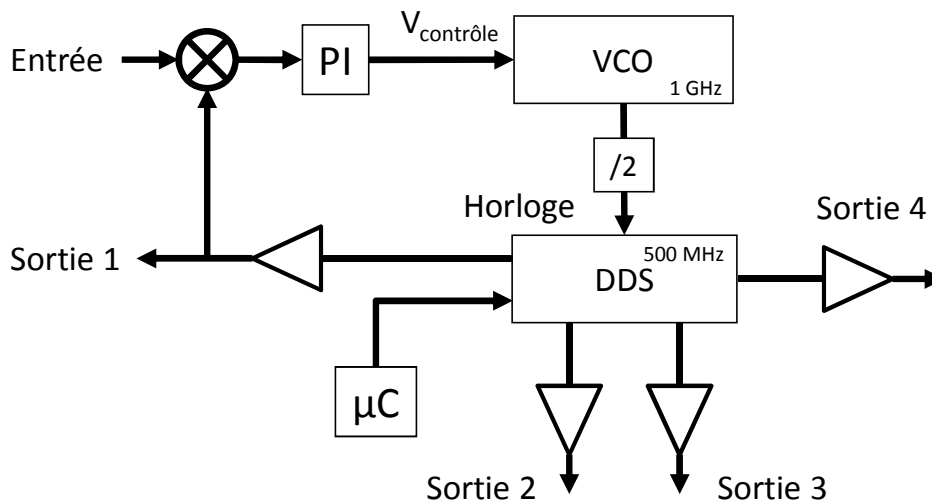 V contrôle
Entrée
PI
VCO
1 GHz
/2
Horloge
Sortie 4
Sortie 1
500 MHz
DDS
µC
Sortie 2
Sortie 3